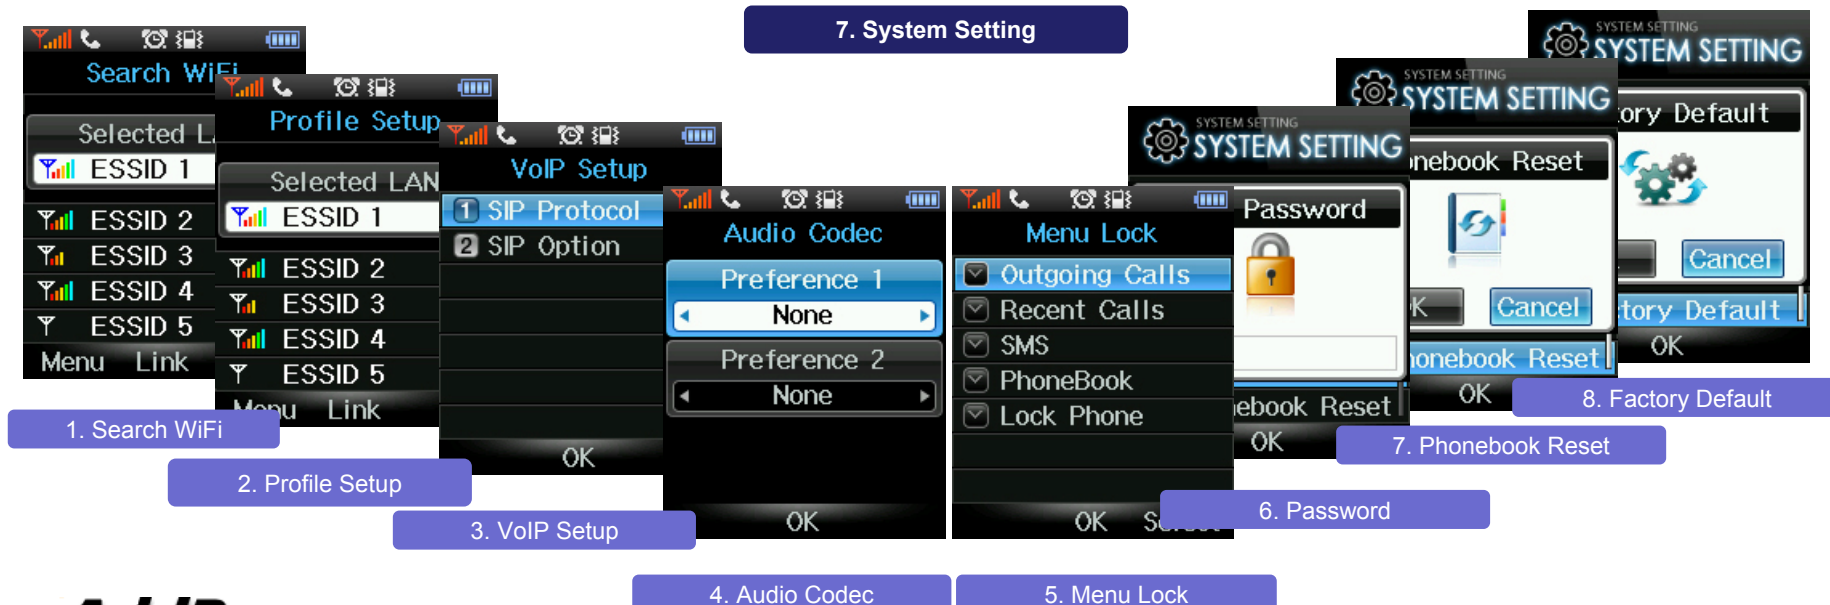 7. System Setting
Search WiFi
Selected L
ESSID 1
ESSID 2
ESSID 3
ESSID 4
ESSID 5
Menu Link
1. Search WiFi
Profile Setup
Selected LAN
ESSID 1
ESSID 2
ESSID 3
ESSID 4
ESSID 5
Menu Link
2. Profile Setup
VoIP Setup
1 SIP Protocol
2 SIP Option
OK
3. VoIP Setup
Audio Codec
Preference 1
None
Preference 2
None
OK
4. Audio Codec
Menu Lock
Outgoing Calls
Recent Calls
SMS
PhoneBook
Lock Phone
OK Select
5. Menu Lock
SYSTEM SETTING
SYSTEM SETTING
Password
ebook Reset
OK
6. Password
SYSTEM SETTING
SYSTEM SETTING
nebook Reset
K Cancel
onebook Reset
OK
7. Phonebook Reset
SYSTEM SETTING
SYSTEM SETTING
ory Default
Cancel
tory Default
OK
8. Factory Default